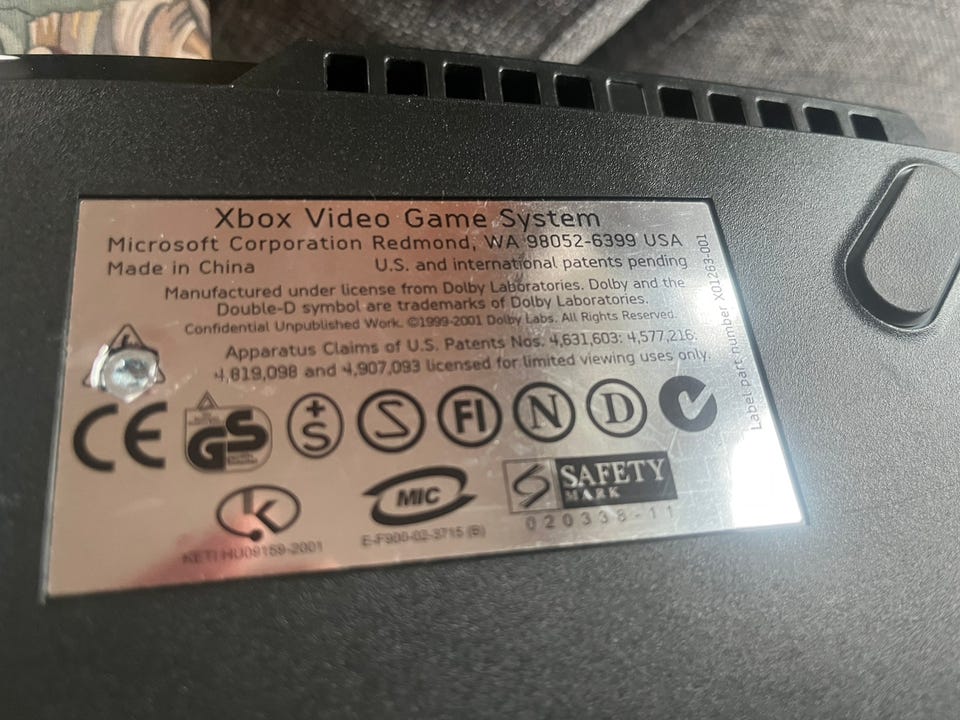 Xbox Video Game System
Microsoft Corporation Redmond, WA 98052-6399 USA
Made in China
U.S. and international patents pending
Manufactured under license from Dolby Laboratories. Dolby and the
Double-D symbol are trademarks of Dolby Laboratories.
Confidential Unpublished Work. ©1999-2001 Dolby Labs. All Rights Reserved.
Apparatus Claims of U.S. Patents Nos. 4,631,603; 4,577,216;
4,819,098 and 4,907,093 licensed for limited viewing uses only.
CE
GS
+S
S
FI
N
D
K
KETI HU09159-2001
MIC
E-F900-02-3715 (B)
S
SAFETY
MARK
020338-11
Label part number X01263-001